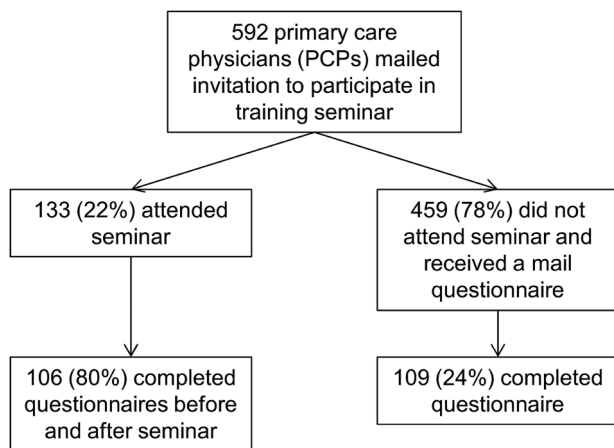 592 primary care
physicians (PCPs) mailed
invitation to participate in
training seminar
133 (22%) attended
seminar
459 (78%) did not
attend seminar and
received a mail
questionnaire
106 (80%) completed
questionnaires before
and after seminar
109 (24%) completed
questionnaire